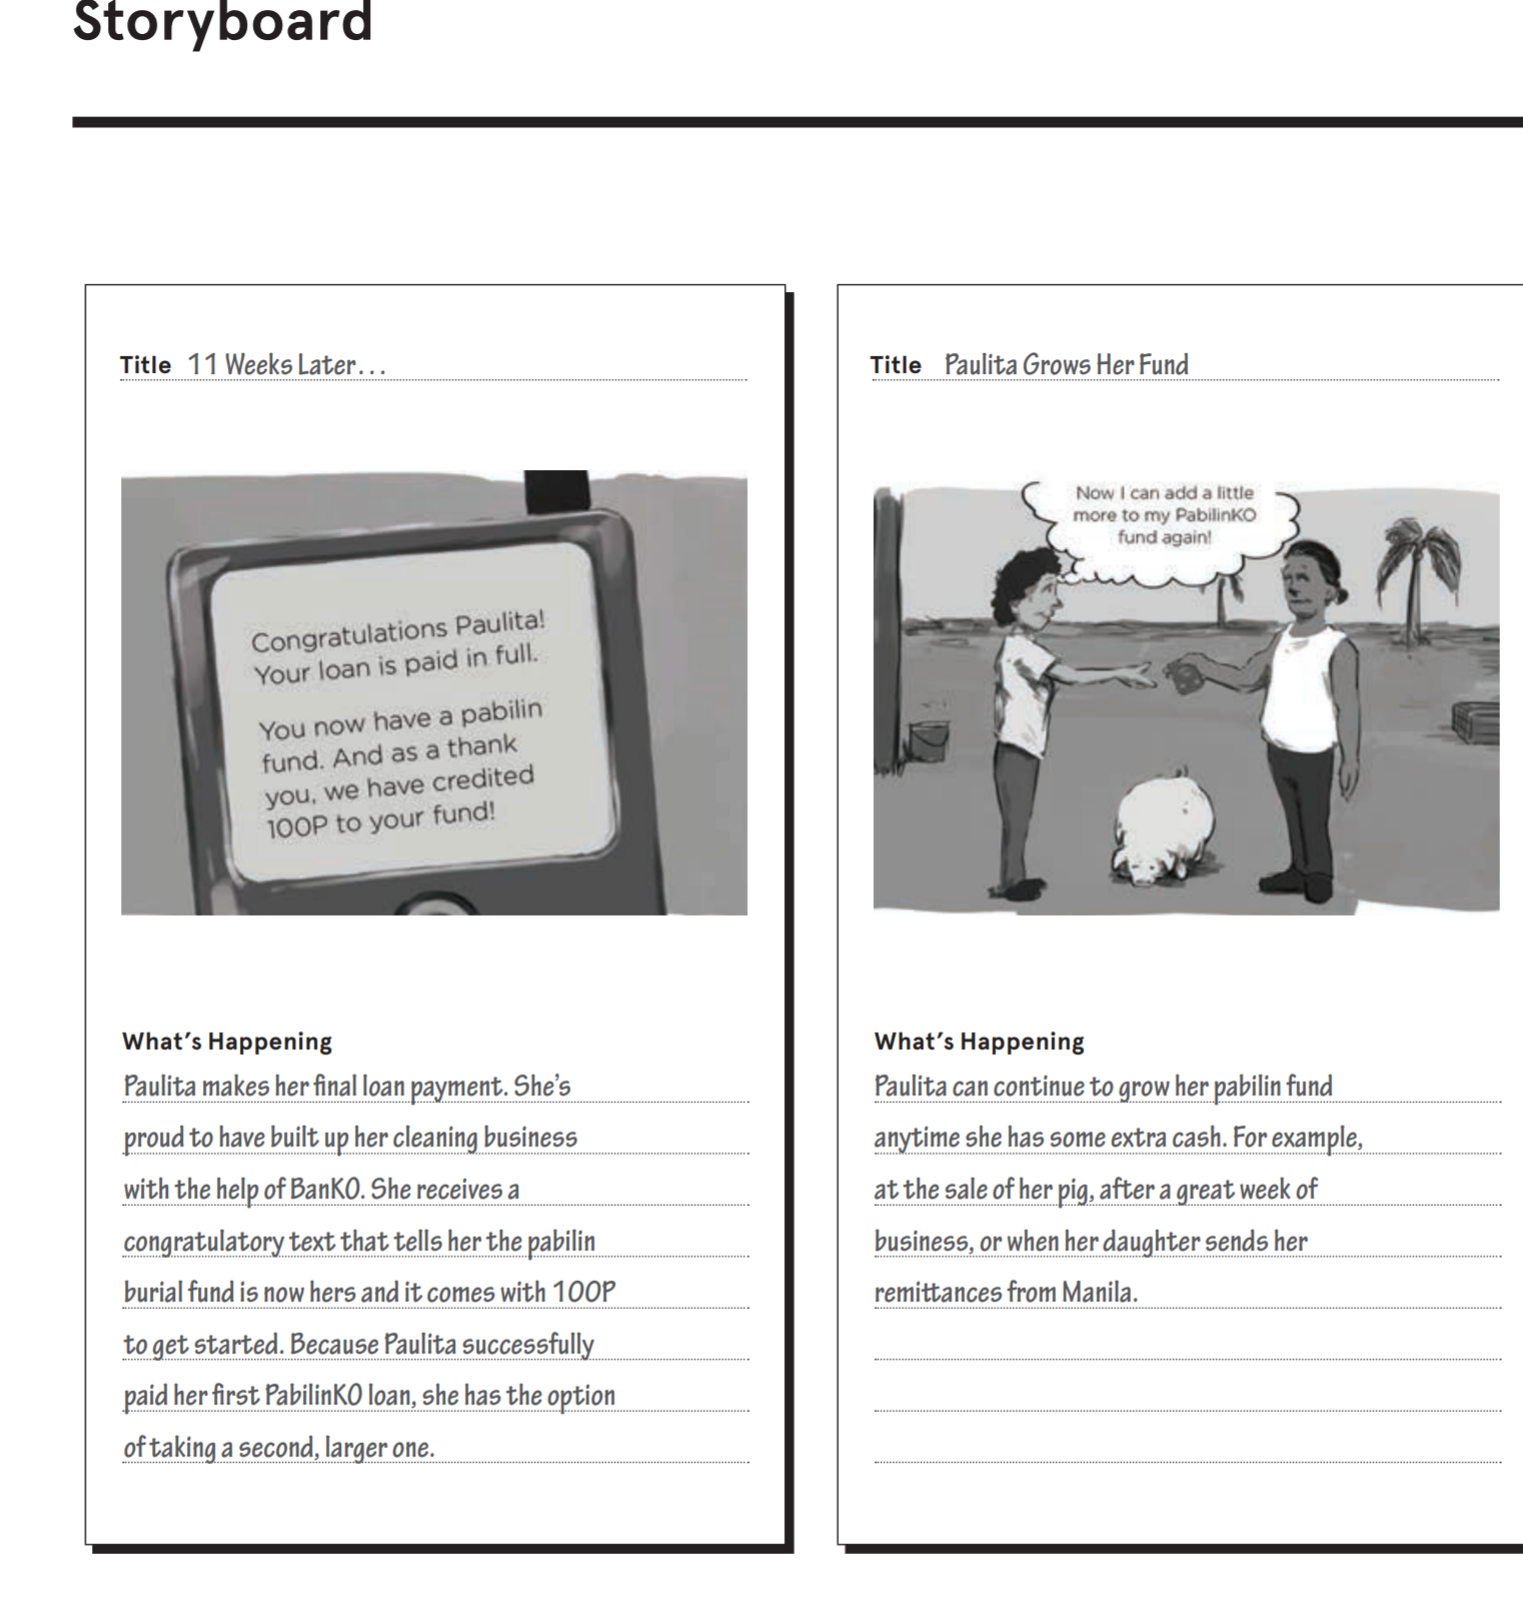 Storyboard
Title 11 Weeks Later...
Congratulations Paulita!
Your loan is paid in full.
You now have a pabilin
fund. And as a thank
you, we have credited
100P to your fund!
What's Happening
Paulita makes her final loan payment. She's
proud to have built up her cleaning business
with the help of BanKO. She receives a
congratulatory text that tells her the pabilin
burial fund is now hers and it comes with 100P
to get started. Because Paulita successfully
paid her first PabilinKO loan, she has the option
of taking a second, larger one.
Title Paulita Grows Her Fund
Now I can add a little
more to my PabilinKO
fund again!
What's Happening
Paulita can continue to grow her pabilin fund
anytime she has some extra cash. For example,
at the sale of her pig, after a great week of
business, or when her daughter sends her
remittances from Manila.